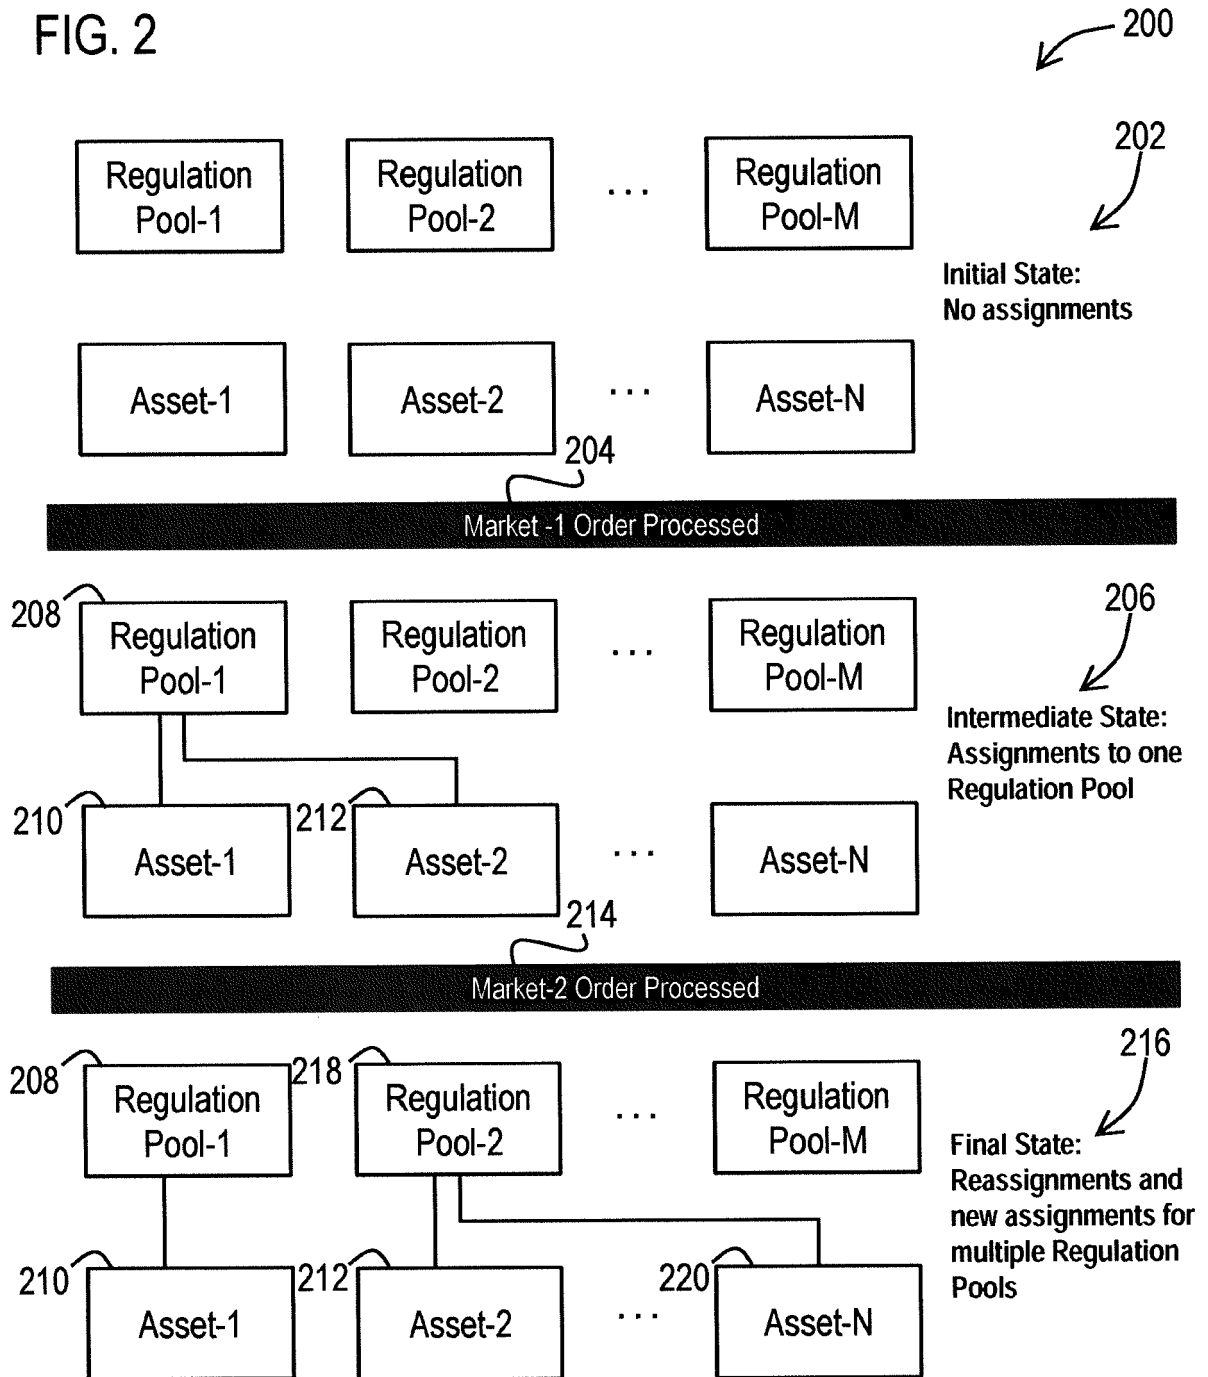 FIG. 2
200
202
Regulation
Pool-1
Regulation
Pool-2
...
Regulation
Pool-M
Initial State:
No assignments
Asset-1
Asset-2
...
Asset-N
204
Market -1 Order Processed
206
208
Regulation
Pool-1
Regulation
Pool-2
...
Regulation
Pool-M
Intermediate State:
Assignments to one
Regulation Pool
210
Asset-1
212
Asset-2
...
Asset-N
214
Market-2 Order Processed
216
208
Regulation
Pool-1
218
Regulation
Pool-2
...
Regulation
Pool-M
Final State:
Reassignments and
new assignments for
multiple Regulation
Pools
210
Asset-1
212
Asset-2
...
220
Asset-N